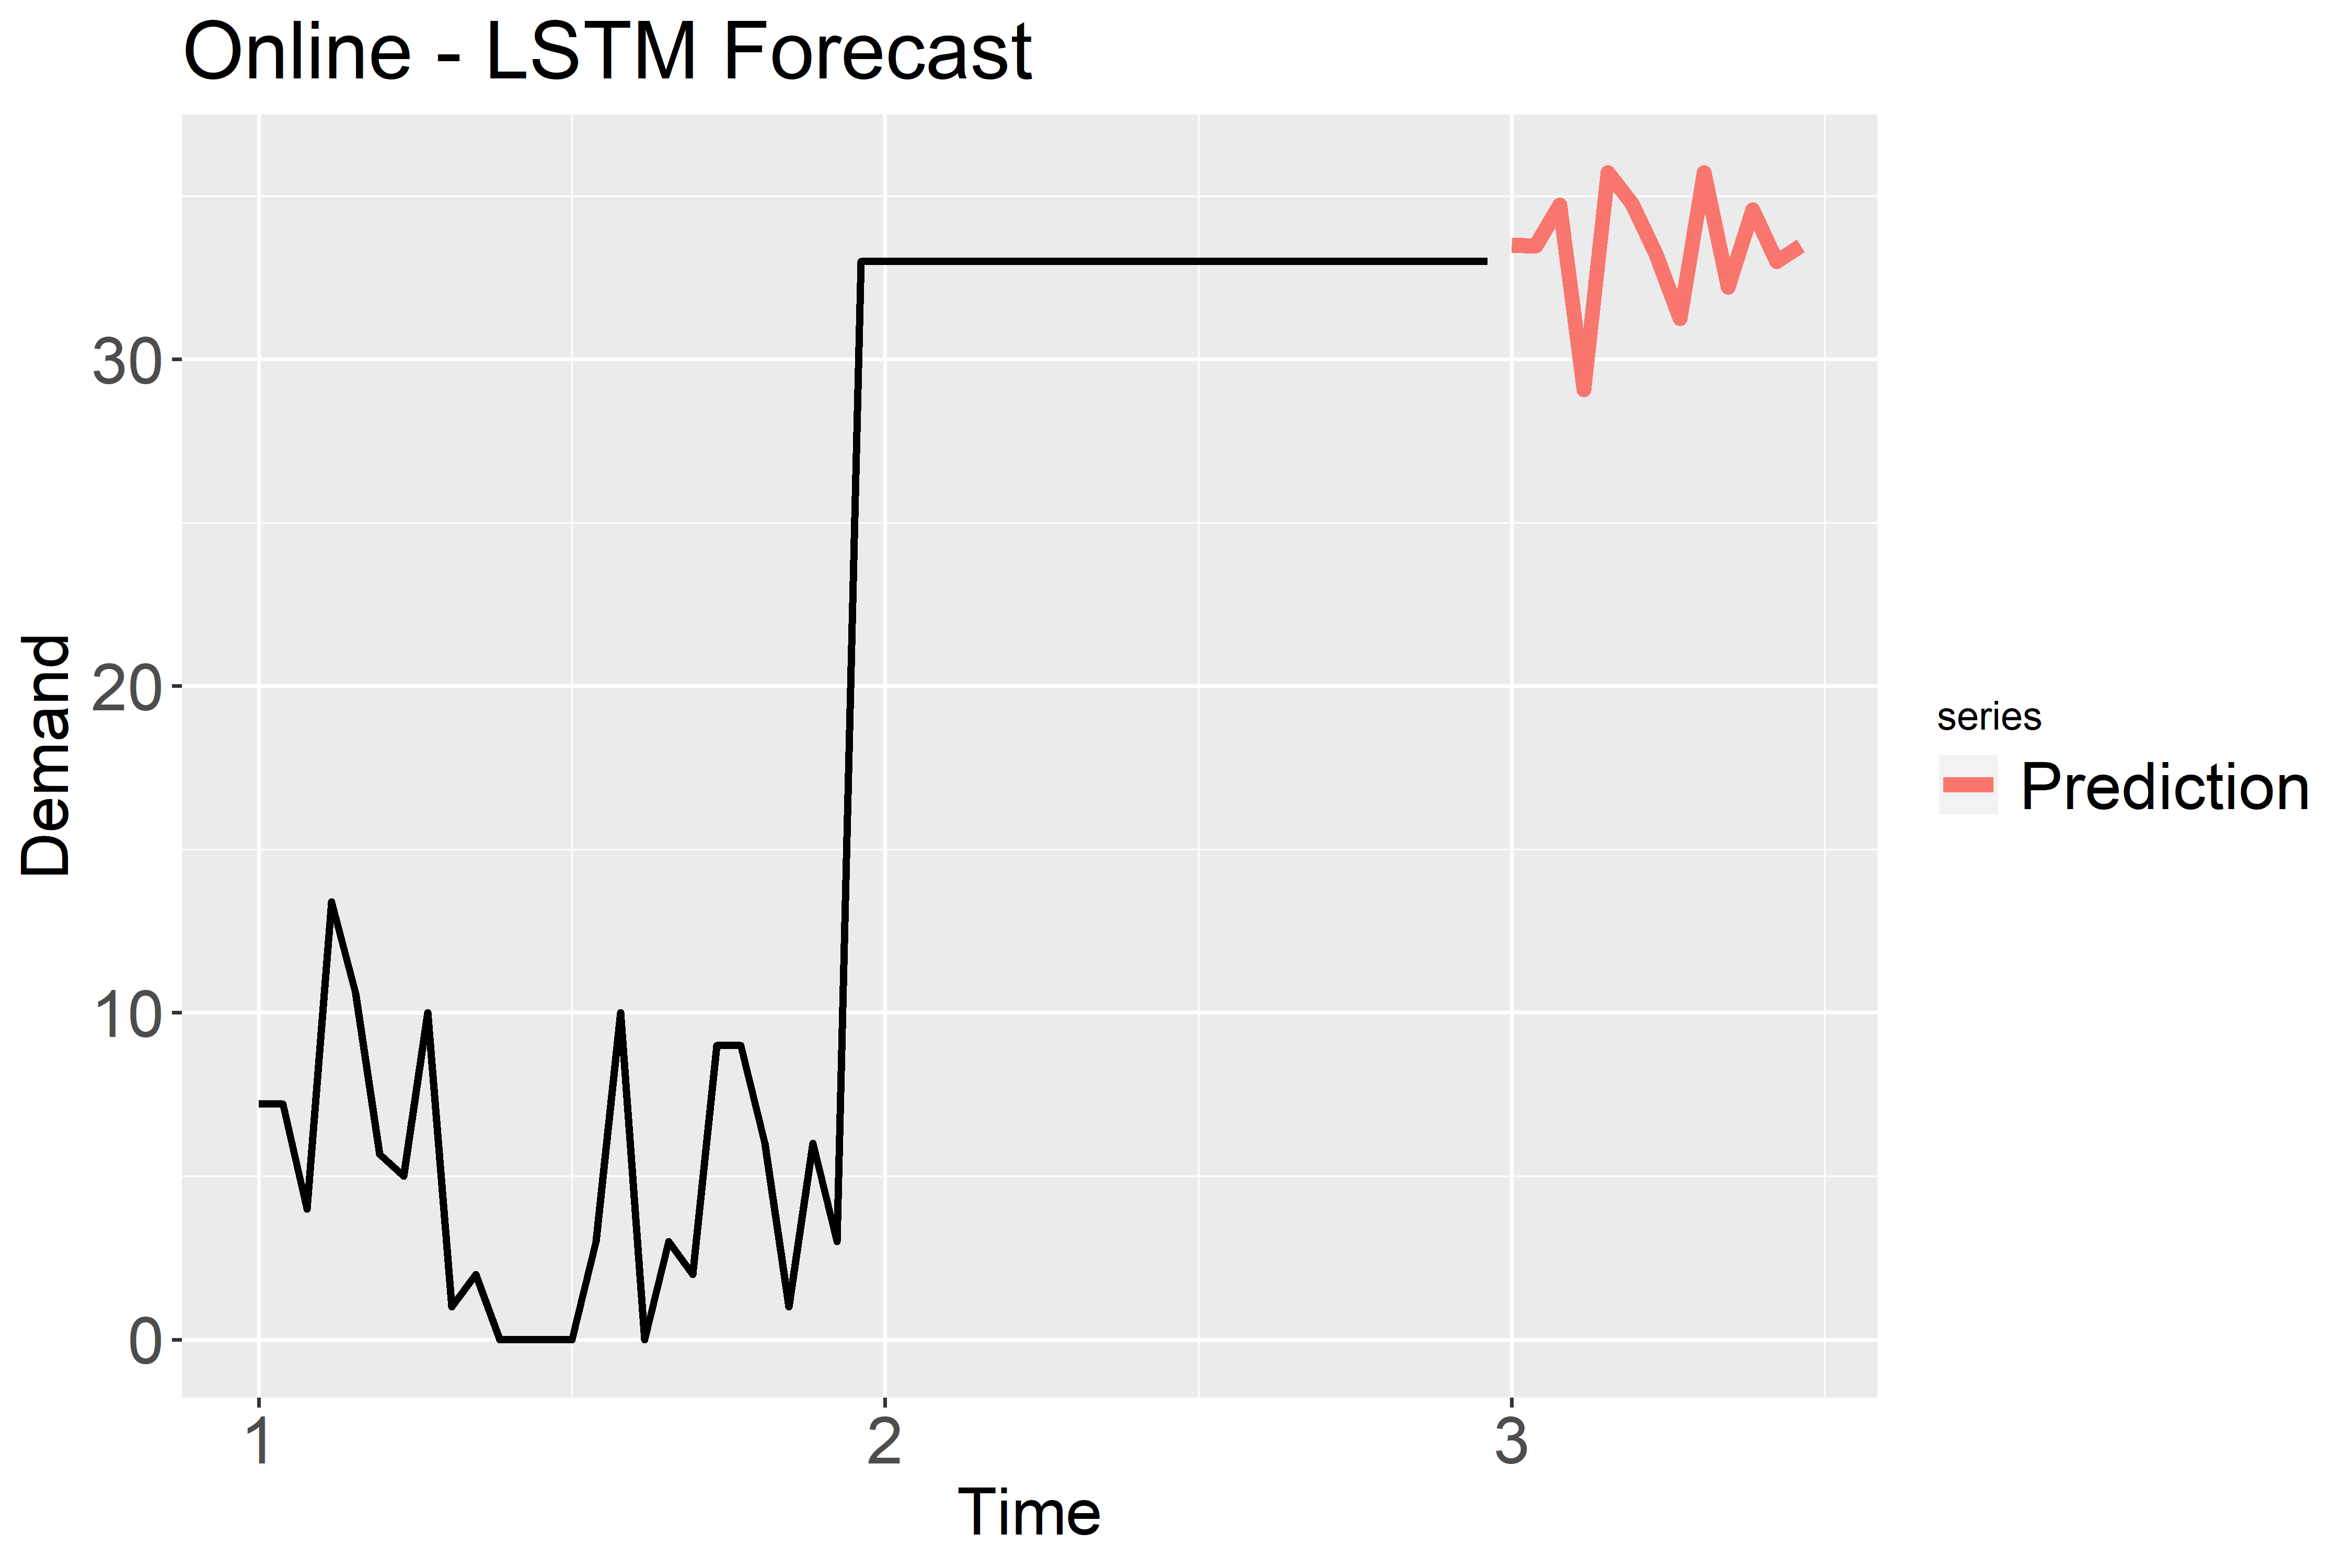 Online - LSTM Forecast
30
20
10
0
Demand
1 2 3
Time
series
Prediction